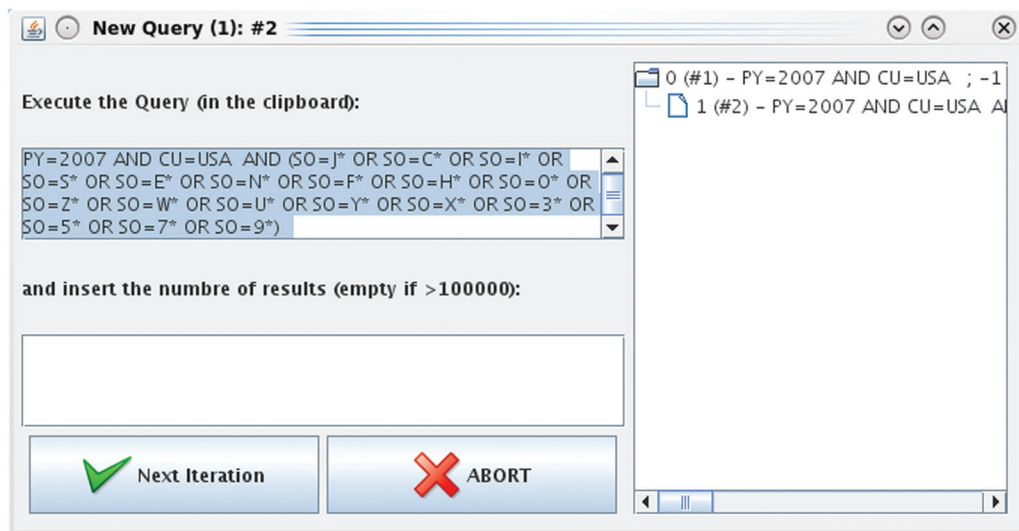 New Query (1): #2
Execute the Query (in the clipboard):
PY=2007 AND CU=USA AND (SO=J* OR SO=C* OR SO=I* OR
SO=S* OR SO=E* OR SO=N* OR SO=F* OR SO=H* OR SO=O* OR
SO=Z* OR SO=W* OR SO=U* OR SO=Y* OR SO=X* OR SO=3* OR
SO=5* OR SO=7* OR SO=9*)
and insert the numbre of results (empty if >100000):
Next Iteration
ABORT
0 (#1) - PY=2007 AND CU=USA ; -1
1 (#2) - PY=2007 AND CU=USA